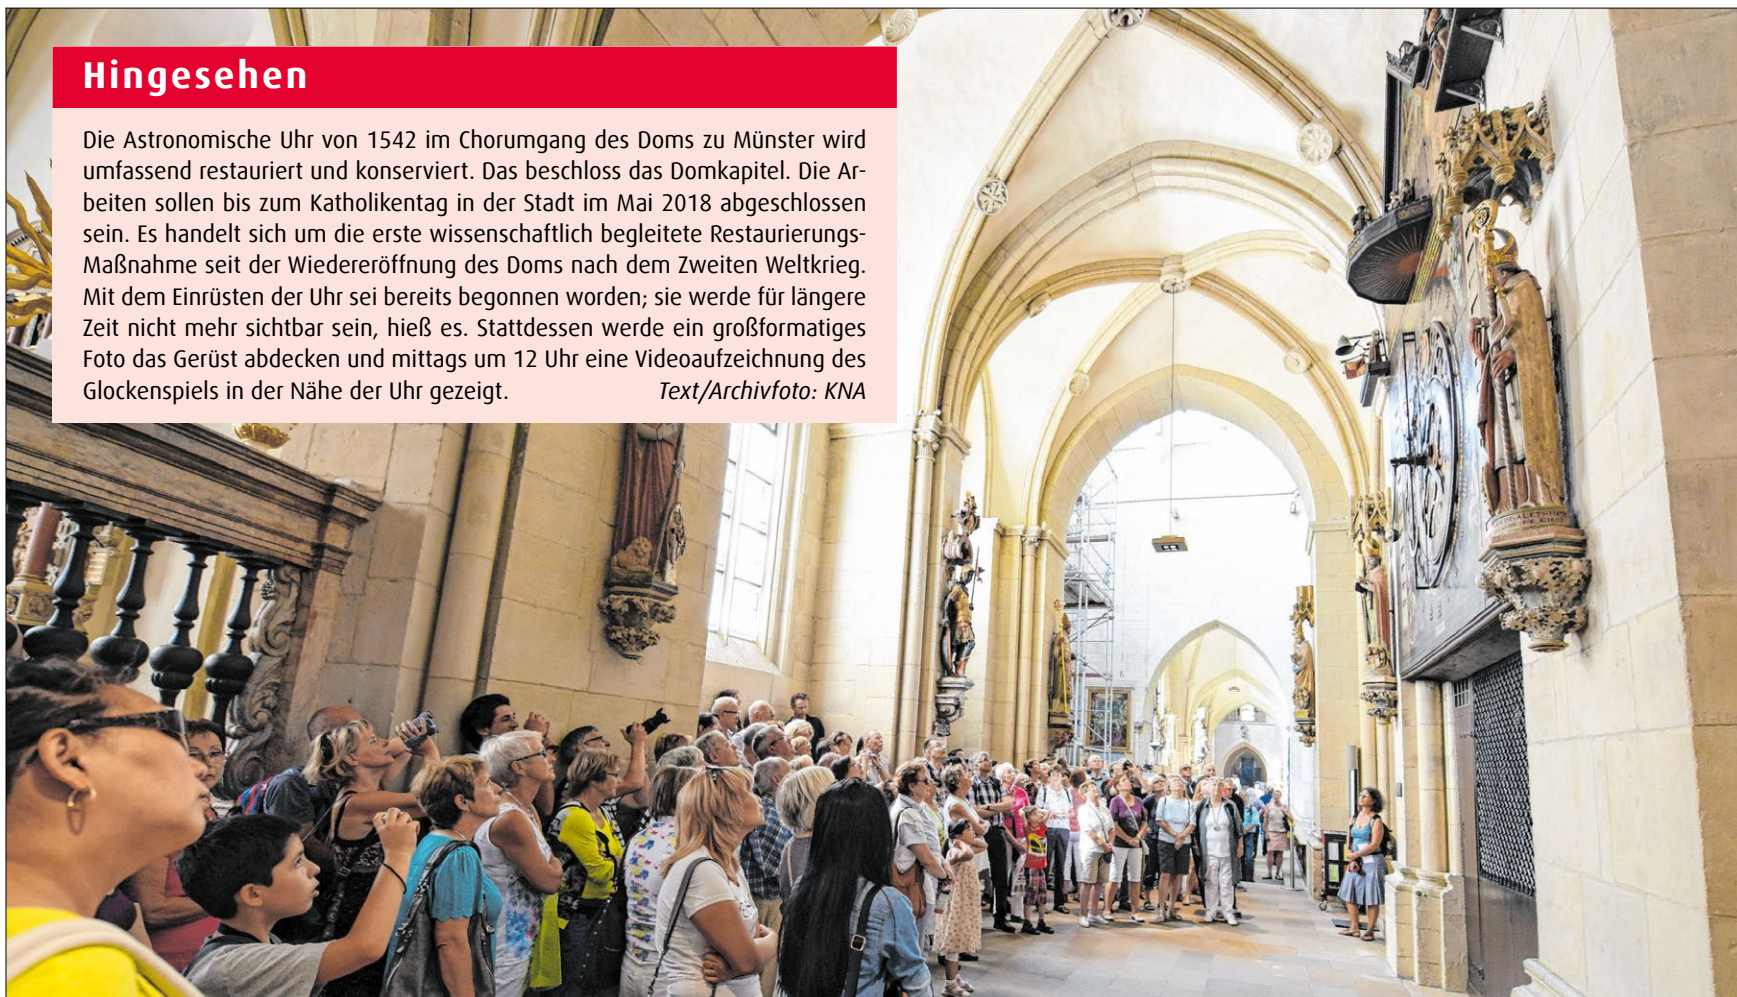 Hingesehen
Die Astronomische Uhr von 1542 im Chorumgang des Doms zu Münster wird
umfassend restauriert und konserviert. Das beschloss das Domkapitel. Die Ar-
beiten sollen bis zum Katholikentag in der Stadt im Mai 2018 abgeschlossen
sein. Es handelt sich um die erste wissenschaftlich begleitete Restaurierungs-
Maßnahme seit der Wiedereröffnung des Doms nach dem Zweiten Weltkrieg.
Mit dem Einrüsten der Uhr sei bereits begonnen worden; sie werde für längere
Zeit nicht mehr sichtbar sein, hieß es. Stattdessen werde ein großformatiges
Foto das Gerüst abdecken und mittags um 12 Uhr eine Videoaufzeichnung des
Glockenspiels in der Nähe der Uhr gezeigt. Text/Archivfoto: KNA